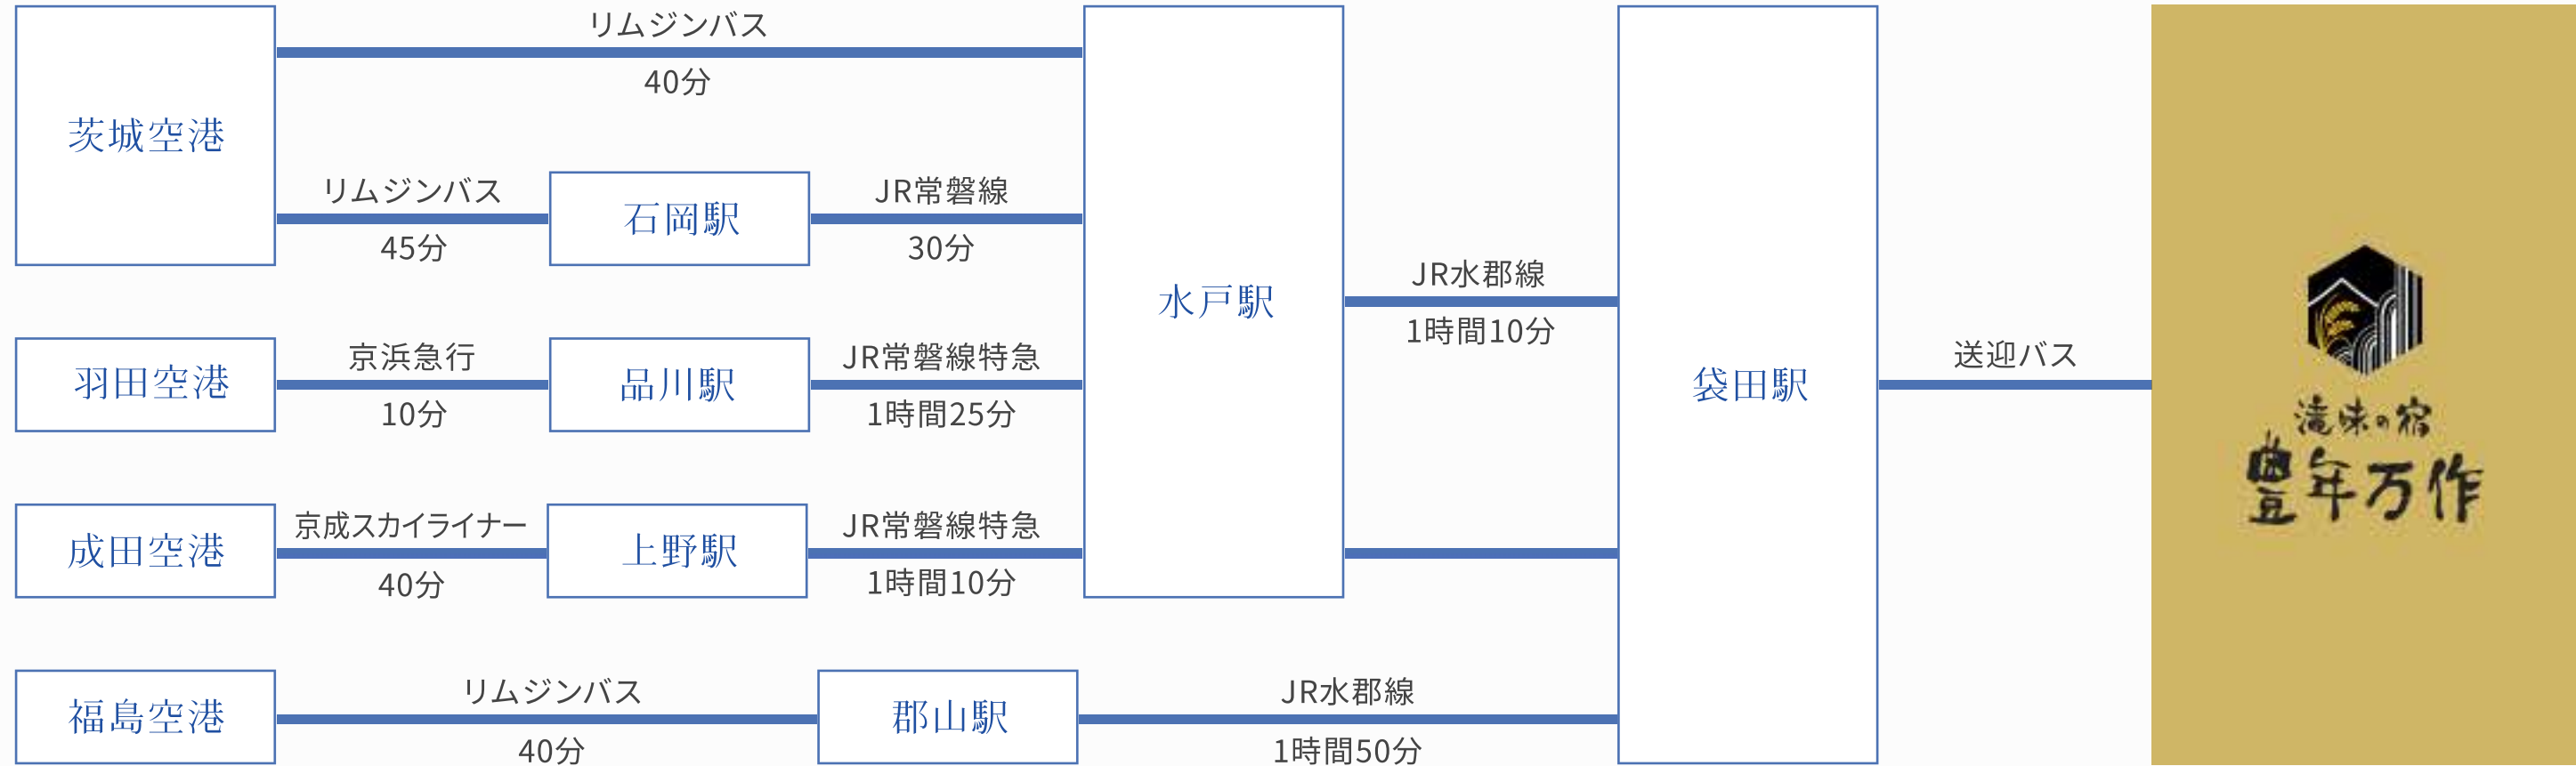 リムジンバス
40分
茨城空港
リムジンバス
45分
石岡駅
JR常磐線
30分
水戸駅
JR水郡線
1時間10分
羽田空港
京浜急行
10分
品川駅
JR常磐線特急
1時間25分
袋田駅
送迎バス
滝味の宿
豊年万作
成田空港
京成スカイライナー
40分
上野駅
JR常磐線特急
1時間10分
福島空港
リムジンバス
40分
郡山駅
JR水郡線
1時間50分